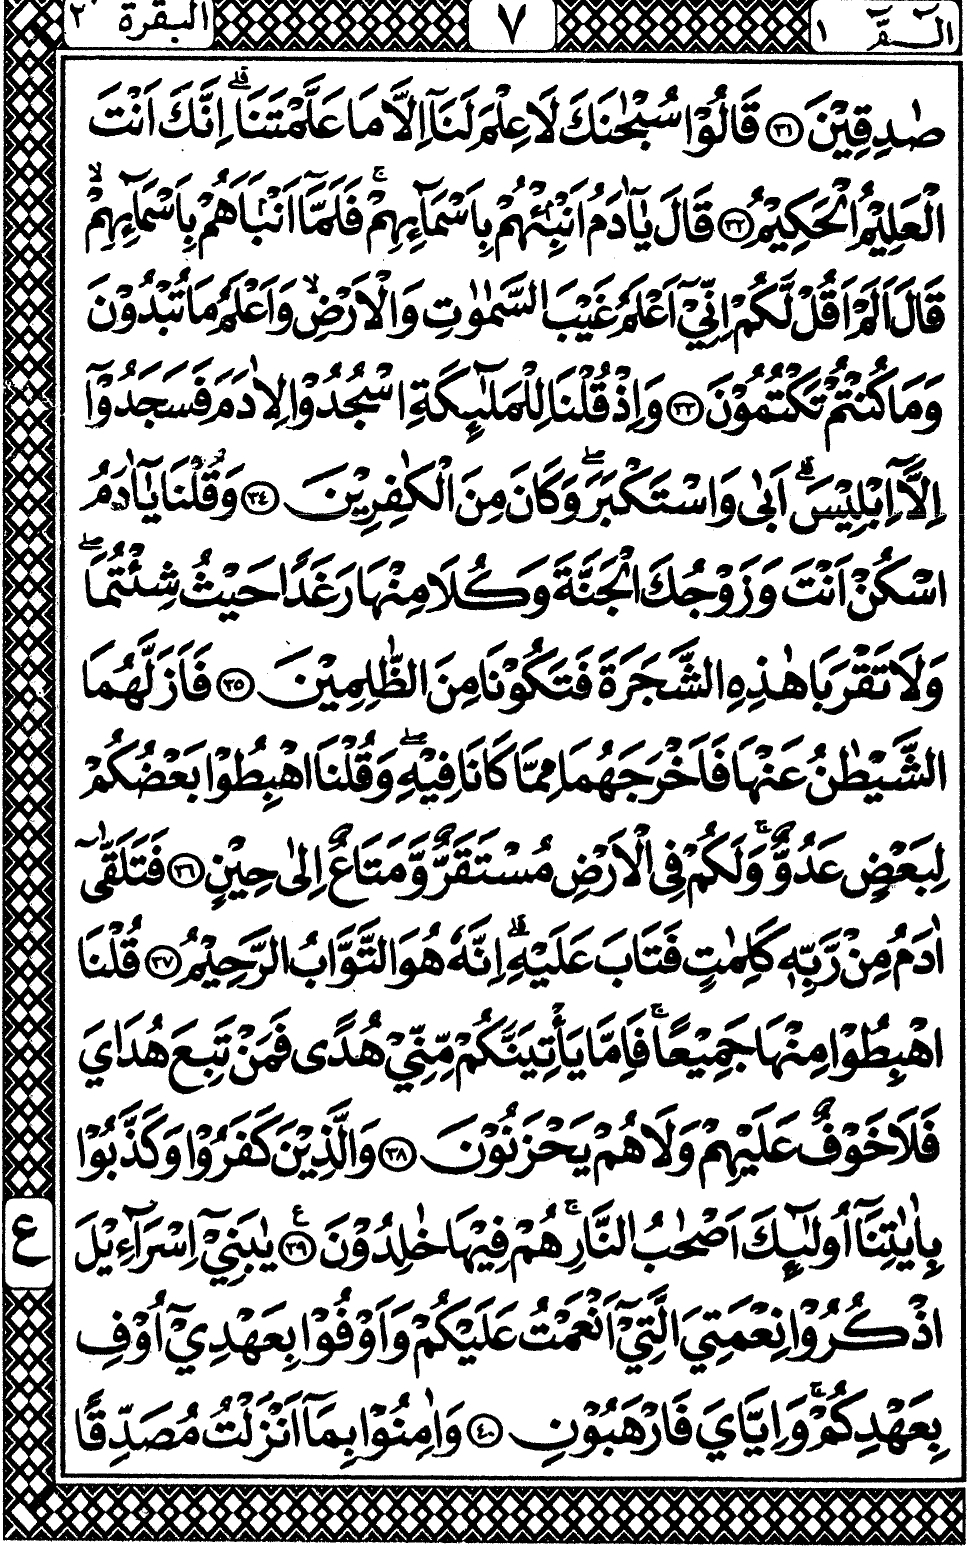 البقرة ٢
٧
الٓـمّٓ ١
صٰدِقِيْنَ ﴿٣١﴾ قَالُوْا سُبْحٰنَكَ لَا عِلْمَ لَنَاۤ اِلَّا مَا عَلَّمْتَنَا ؕ اِنَّكَ اَنْتَ
الْعَلِيْمُ الْحَكِيْمُ ﴿٣٢﴾ قَالَ يٰۤاٰدَمُ اَنْۢبِئْهُمْ بِاَسْمَآئِهِمْ ۚ فَلَمَّاۤ اَنْۢبَاَهُمْ بِاَسْمَآئِهِمْ ۙ
قَالَ اَلَمْ اَقُلْ لَّكُمْ اِنِّيْۤ اَعْلَمُ غَيْبَ السَّمٰوٰتِ وَالْاَرْضِ ۙ وَاَعْلَمُ مَا تُبْدُوْنَ
وَمَا كُنْتُمْ تَكْتُمُوْنَ ﴿٣٣﴾ وَاِذْ قُلْنَا لِلْمَلٰٓئِكَةِ اسْجُدُوْا لِاٰدَمَ فَسَجَدُوْۤا
اِلَّاۤ اِبْلِيْسَ ؕ اَبٰى وَاسْتَكْبَرَ ۖ وَكَانَ مِنَ الْكٰفِرِيْنَ ﴿٣٤﴾ وَقُلْنَا يٰۤاٰدَمُ
اسْكُنْ اَنْتَ وَزَوْجُكَ الْجَنَّةَ وَكُلَا مِنْهَا رَغَدًا حَيْثُ شِئْتُمَا ۖ
وَلَا تَقْرَبَا هٰذِهِ الشَّجَرَةَ فَتَكُوْنَا مِنَ الظّٰلِمِيْنَ ﴿٣٥﴾ فَاَزَلَّهُمَا
الشَّيْطٰنُ عَنْهَا فَاَخْرَجَهُمَا مِمَّا كَانَا فِيْهِ ۖ وَقُلْنَا اهْبِطُوْا بَعْضُكُمْ
لِبَعْضٍ عَدُوٌّ ۚ وَلَكُمْ فِى الْاَرْضِ مُسْتَقَرٌّ وَّمَتَاعٌ اِلٰى حِيْنٍ ﴿٣٦﴾ فَتَلَقّٰٓى
اٰدَمُ مِنْ رَّبِّهٖ كَلِمٰتٍ فَتَابَ عَلَيْهِ ؕ اِنَّهٗ هُوَ التَّوَّابُ الرَّحِيْمُ ﴿٣٧﴾ قُلْنَا
اهْبِطُوْا مِنْهَا جَمِيْعًا ۚ فَاِمَّا يَاْتِيَنَّكُمْ مِّنِّيْ هُدًى فَمَنْ تَبِعَ هُدَايَ
فَلَا خَوْفٌ عَلَيْهِمْ وَلَا هُمْ يَحْزَنُوْنَ ﴿٣٨﴾ وَالَّذِيْنَ كَفَرُوْا وَكَذَّبُوْا
بِاٰيٰتِنَاۤ اُولٰٓئِكَ اَصْحٰبُ النَّارِ ۚ هُمْ فِيْهَا خٰلِدُوْنَ ﴿٣٩﴾ ع يٰبَنِيْۤ اِسْرَآءِيْلَ
ع
اذْكُرُوْا نِعْمَتِيَ الَّتِيْۤ اَنْعَمْتُ عَلَيْكُمْ وَاَوْفُوْا بِعَهْدِيْۤ اُوْفِ
بِعَهْدِكُمْ ۚ وَاِيَّايَ فَارْهَبُوْنِ ﴿٤٠﴾ وَاٰمِنُوْا بِمَاۤ اَنْزَلْتُ مُصَدِّقًا